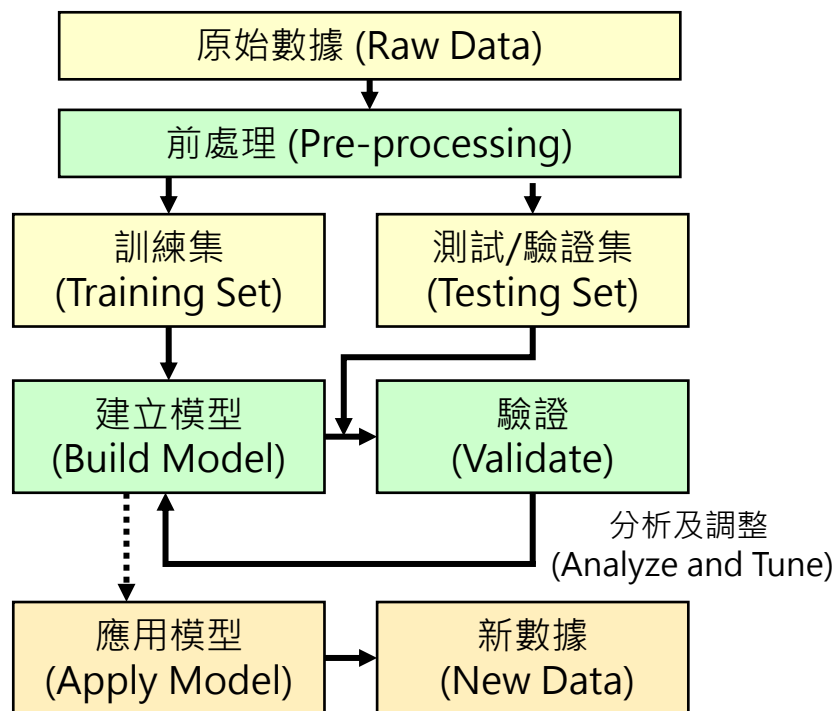 原始數據 (Raw Data)
前處理 (Pre-processing)
訓練集
(Training Set)
測試/驗證集
(Testing Set)
建立模型
(Build Model)
驗證
(Validate)
分析及調整
(Analyze and Tune)
應用模型
(Apply Model)
新數據
(New Data)